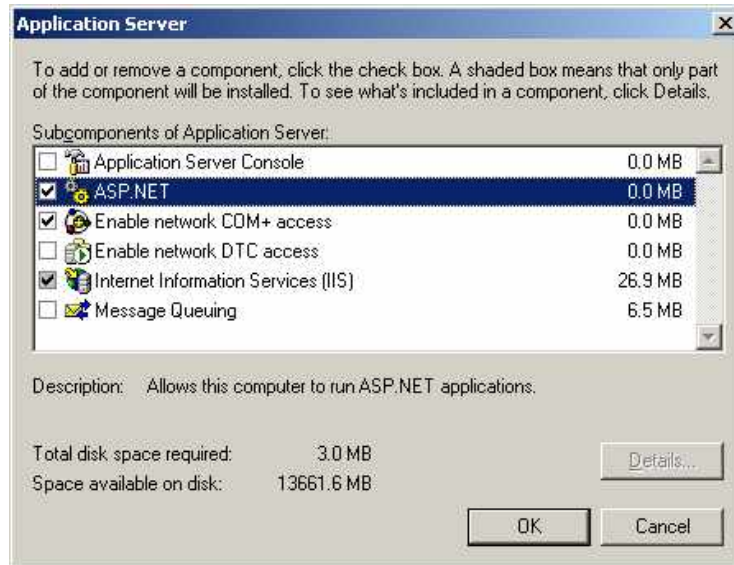 Application Server
To add or remove a component, click the check box. A shaded box means that only part
of the component will be installed. To see what's included in a component, click Details.
Subcomponents of Application Server:
Application Server Console 0.0 MB
ASP.NET 0.0 MB
Enable network COM+ access 0.0 MB
Enable network DTC access 0.0 MB
Internet Information Services (IIS) 26.9 MB
Message Queuing 6.5 MB
Description: Allows this computer to run ASP.NET applications.
Total disk space required: 3.0 MB
Details...
Space available on disk: 13661.6 MB
OK Cancel